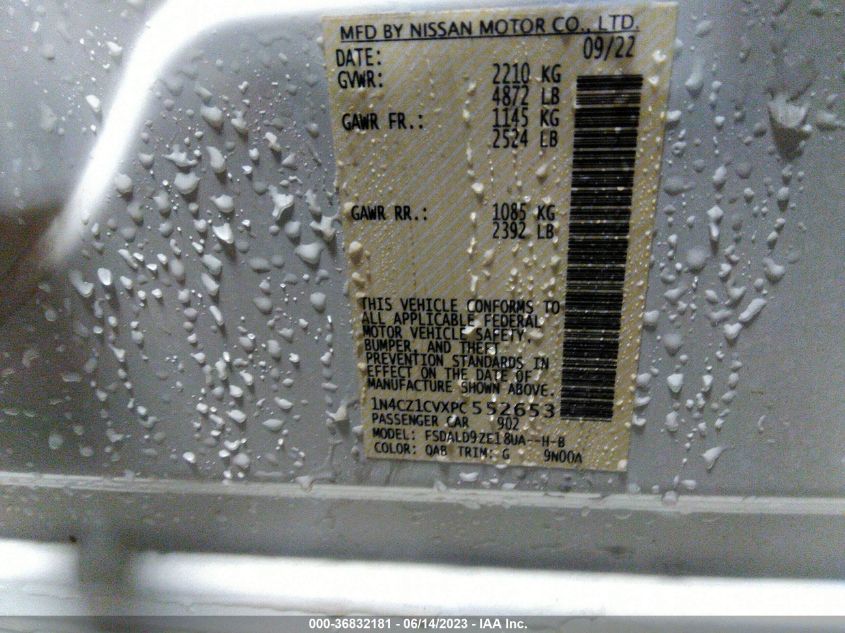 MFD BY NISSAN MOTOR CO., LTD.
DATE: 09/22
GVWR: 2210 KG
4872 LB
GAWR FR.: 1145 KG
2524 LB
GAWR RR.: 1085 KG
2392 LB
THIS VEHICLE CONFORMS TO
ALL APPLICABLE FEDERAL
MOTOR VEHICLE SAFETY,
BUMPER, AND THEFT
PREVENTION STANDARDS IN
EFFECT ON THE DATE OF
MANUFACTURE SHOWN ABOVE.
1N4CZ1CVXPC552653
PASSENGER CAR 902
MODEL: FSDALD9ZE18UA--H-B
COLOR: QAB TRIM: G 9N00A
000-36832181 - 06/14/2023 - IAA Inc.